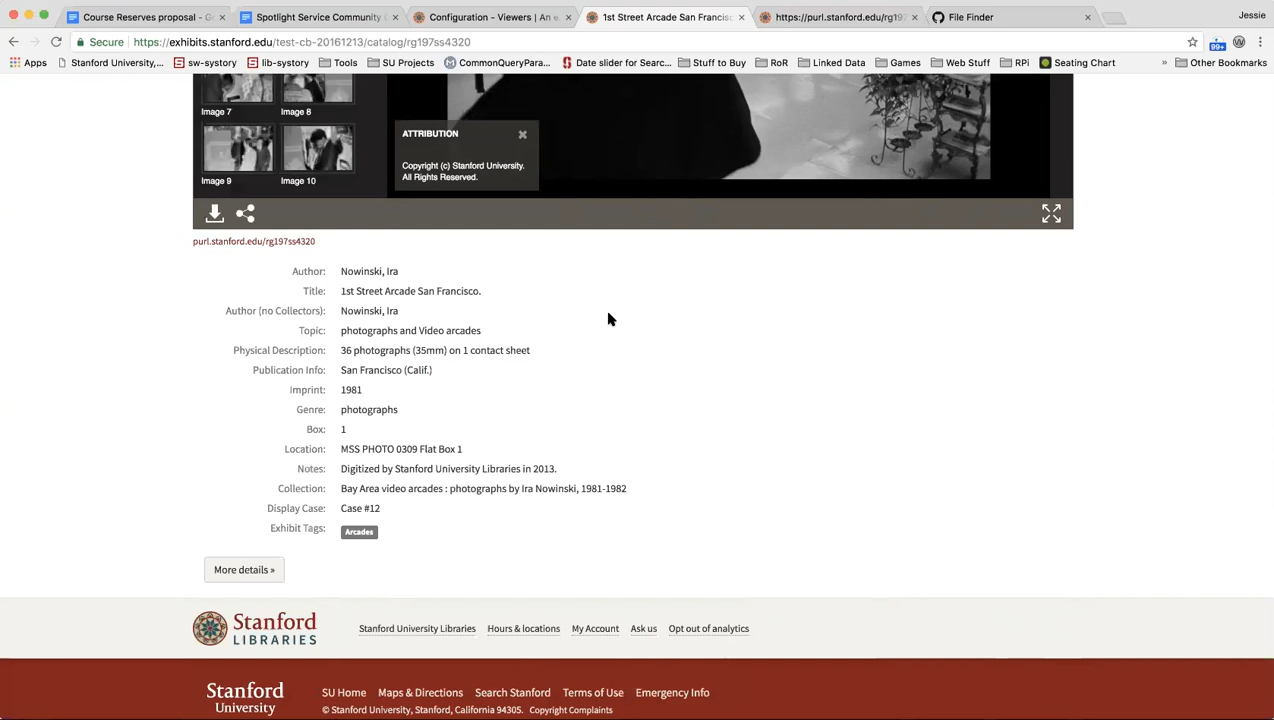 Course Reserves proposal - G
Spotlight Service Community
Configuration - Viewers | An e
1st Street Arcade San Francisc
https://purl.stanford.edu/rg197
File Finder
Jessie
Secure https://exhibits.stanford.edu/test-cb-20161213/catalog/rg197ss4320
99+
Apps Stanford University,... sw-systory lib-systory Tools SU Projects CommonQueryPara... Date slider for Searc... Stuff to Buy RoR Linked Data Games Web Stuff RPi Seating Chart » Other Bookmarks
Image 7 Image 8
Image 9 Image 10
ATTRIBUTION
Copyright (c) Stanford University.
All Rights Reserved.
purl.stanford.edu/rg197ss4320
Author: Nowinski, Ira
Title: 1st Street Arcade San Francisco.
Author (no Collectors): Nowinski, Ira
Topic: photographs and Video arcades
Physical Description: 36 photographs (35mm) on 1 contact sheet
Publication Info: San Francisco (Calif.)
Imprint: 1981
Genre: photographs
Box: 1
Location: MSS PHOTO 0309 Flat Box 1
Notes: Digitized by Stanford University Libraries in 2013.
Collection: Bay Area video arcades : photographs by Ira Nowinski, 1981-1982
Display Case: Case #12
Exhibit Tags: Arcades
More details »
Stanford LIBRARIES
Stanford University Libraries Hours & locations My Account Ask us Opt out of analytics
Stanford University
SU Home Maps & Directions Search Stanford Terms of Use Emergency Info
© Stanford University, Stanford, California 94305. Copyright Complaints